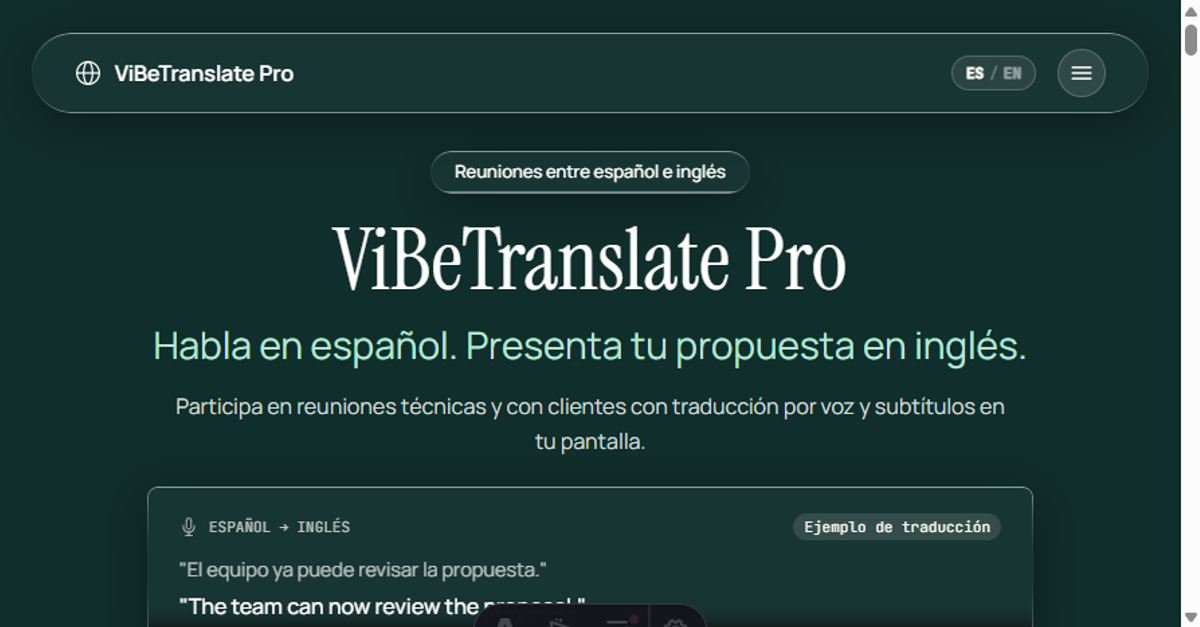 ViBeTranslate Pro
ES / EN
Reuniones entre español e inglés
ViBeTranslate Pro
Habla en español. Presenta tu propuesta en inglés.
Participa en reuniones técnicas y con clientes con traducción por voz y subtítulos en
tu pantalla.
ESPAÑOL → INGLÉS
Ejemplo de traducción
"El equipo ya puede revisar la propuesta."
"The team can now review the proposal."